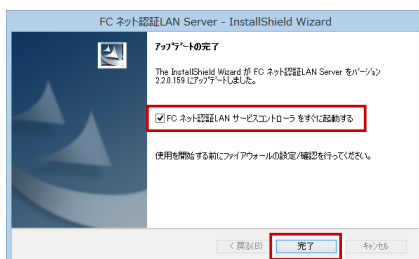 FC ネット認証LAN Server - InstallShield Wizard
アップデートの完了
The InstallShield Wizard が FC ネット認証LAN Server をバージョン
2.2.0.159 にアップデートしました。
FC ネット認証LAN サービスコントローラ をすぐに起動する
使用を開始する前にファイアウォールの設定/確認を行ってください。
< 戻る(B)
完了
キャンセル